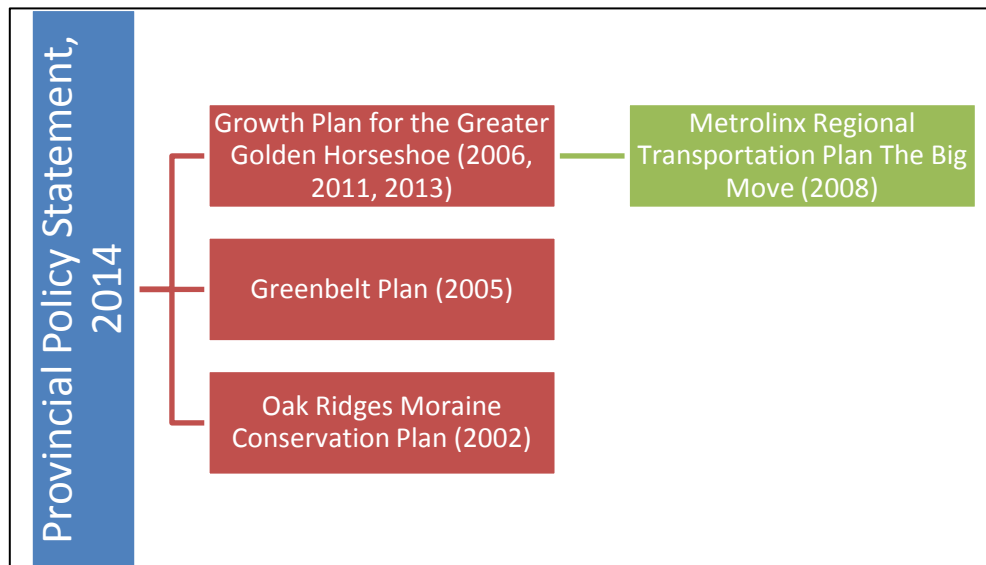 Provincial Policy Statement,
2014
Growth Plan for the Greater
Golden Horseshoe (2006,
2011, 2013)
Metrolinx Regional
Transportation Plan The Big
Move (2008)
Greenbelt Plan (2005)
Oak Ridges Moraine
Conservation Plan (2002)